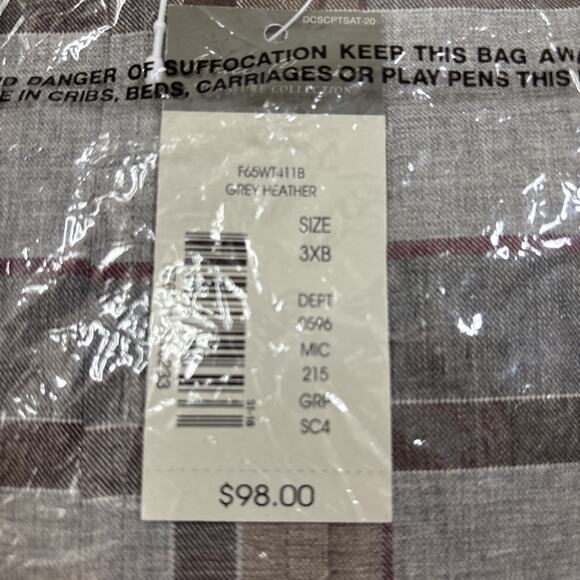 DCSCPTSAT-20
DANGER OF SUFFOCATION KEEP THIS BAG
IN CRIBS, BEDS, CARRIAGES OR PLAY PENS THIS
COLLECTION
F65WT411B
GREY HEATHER
SIZE
3XB
DEPT
0596
MIC
215
GRP
SC4
$98.00